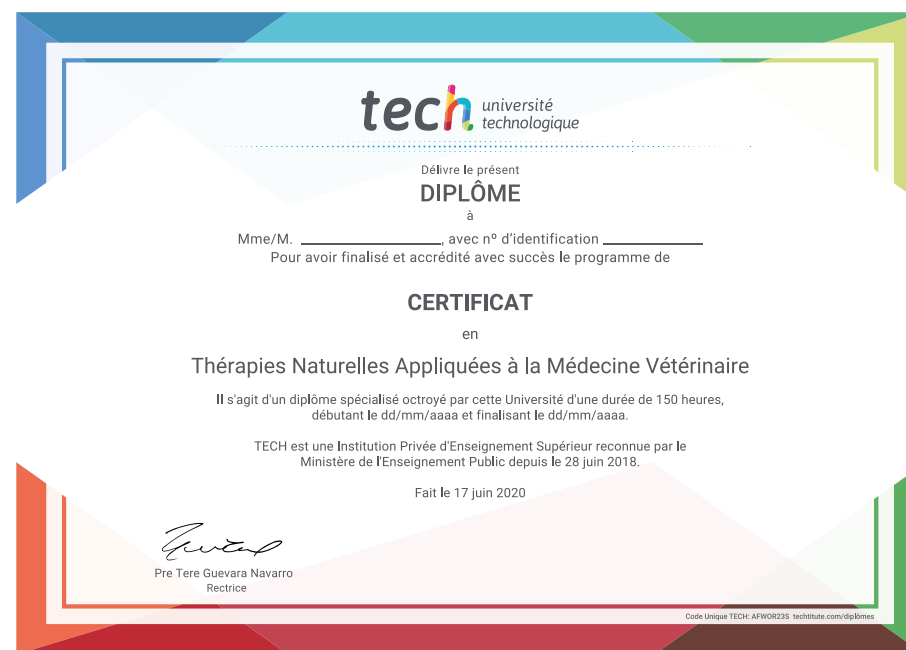 tech université
technologique
Délivre le présent
DIPLÔME
à
Mme/M. ____________________, avec nº d'identification ______________
Pour avoir finalisé et accrédité avec succès le programme de
CERTIFICAT
en
Thérapies Naturelles Appliquées à la Médecine Vétérinaire
Il s'agit d'un diplôme spécialisé octroyé par cette Université d'une durée de 150 heures,
débutant le dd/mm/aaaa et finalisant le dd/mm/aaaa.
TECH est une Institution Privée d'Enseignement Supérieur reconnue par le
Ministère de l'Enseignement Public depuis le 28 juin 2018.
Fait le 17 juin 2020
Pre Tere Guevara Navarro
Rectrice
Code Unique TECH: AFWOR23S techtitute.com/diplômes